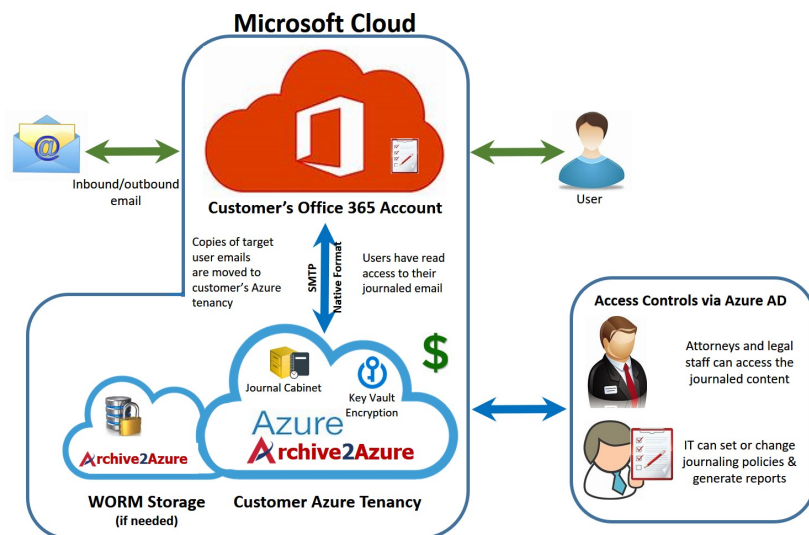 Microsoft Cloud
@
Inbound/outbound
email
Customer's Office 365 Account
User
Copies of target
user emails
are moved to
customer's Azure
tenancy
SMTP
Native Format
Users have read
access to their
journaled email
$
Journal Cabinet
Key Vault
Encryption
Azure
Archive2Azure
Archive2Azure
WORM Storage
(if needed)
Customer Azure Tenancy
Access Controls via Azure AD
Attorneys and legal
staff can access the
journaled content
IT can set or change
journaling policies &
generate reports